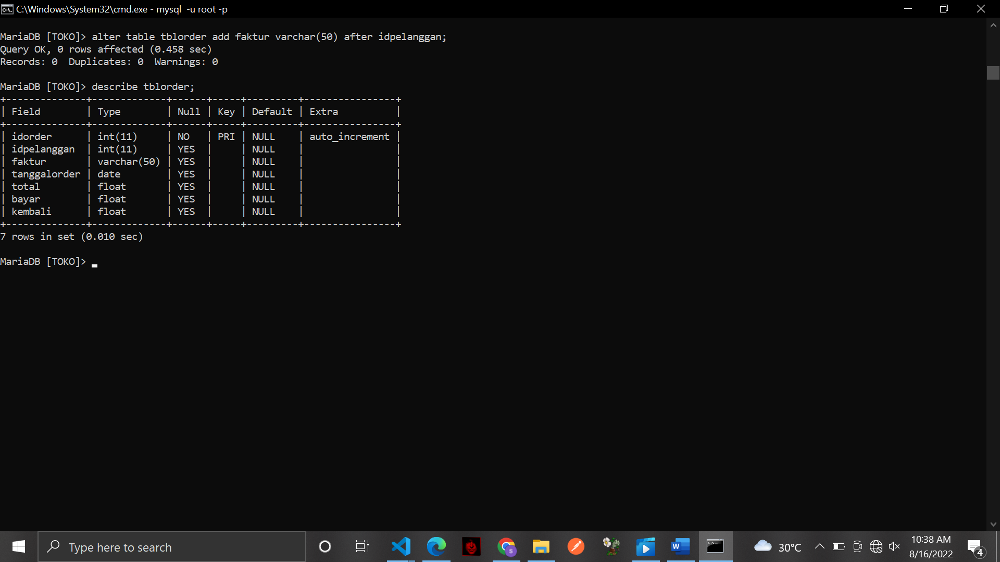 C:\Windows\System32\cmd.exe - mysql  -u root -p
MariaDB [TOKO]> alter table tblorder add faktur varchar(50) after idpelanggan;
Query OK, 0 rows affected (0.458 sec)
Records: 0  Duplicates: 0  Warnings: 0
MariaDB [TOKO]> describe tblorder;
+--------------+-------------+------+-----+---------+----------------+
| Field        | Type        | Null | Key | Default | Extra          |
+--------------+-------------+------+-----+---------+----------------+
| idorder      | int(11)     | NO   | PRI | NULL    | auto_increment |
| idpelanggan  | int(11)     | YES  |     | NULL    |                |
| faktur       | varchar(50) | YES  |     | NULL    |                |
| tanggalorder | date        | YES  |     | NULL    |                |
| total        | float       | YES  |     | NULL    |                |
| bayar        | float       | YES  |     | NULL    |                |
| kembali      | float       | YES  |     | NULL    |                |
+--------------+-------------+------+-----+---------+----------------+
7 rows in set (0.010 sec)
MariaDB [TOKO]>
Type here to search
30°C
10:38 AM
8/16/2022
4